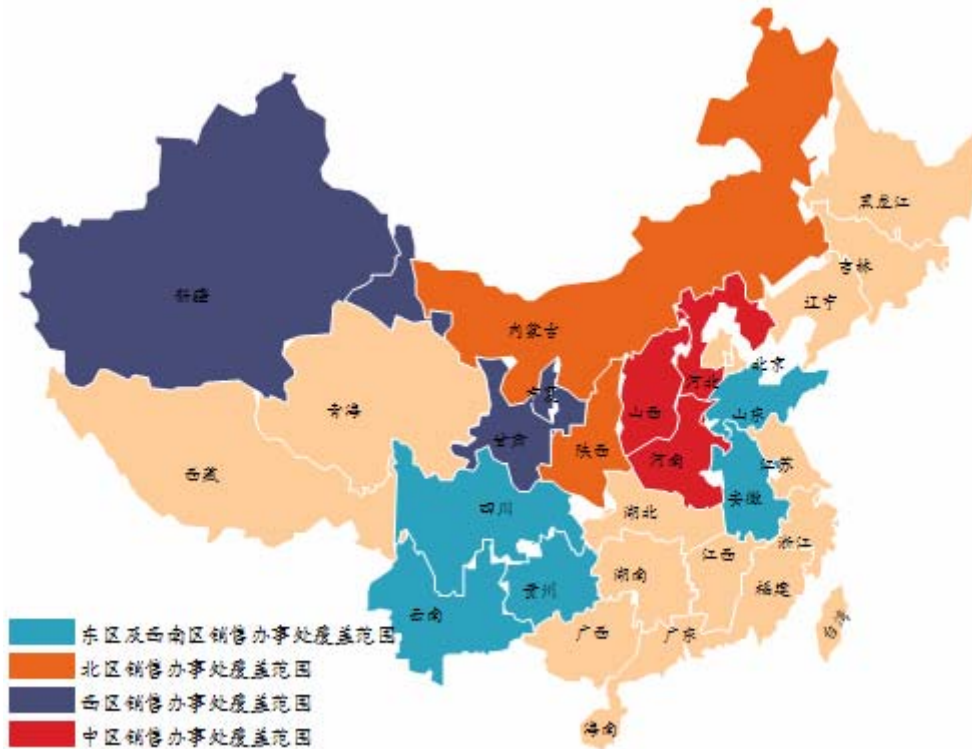 黑龙江
吉林
辽宁
新疆
内蒙古
北京
宁夏
河北
青海
山西
山东
甘肃
陕西
河南
江苏
西藏
四川
安徽
湖北
浙江
江西
湖南
贵州
福建
云南
台湾
广西
广东
海南
东区及西南区销售办事处覆盖范围
北区销售办事处覆盖范围
西区销售办事处覆盖范围
中区销售办事处覆盖范围